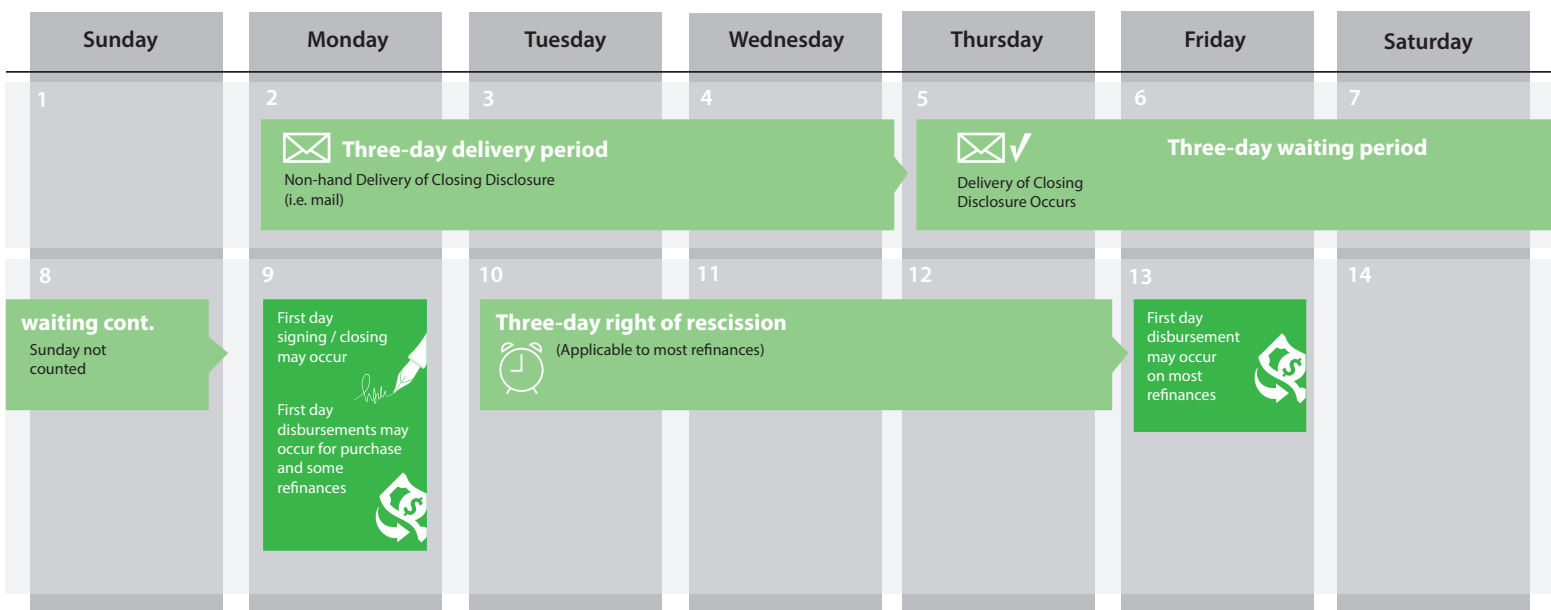 Sunday
Monday
Tuesday
Wednesday
Thursday
Friday
Saturday
1
2
3
4
5
6
7
Three-day delivery period
Non-hand Delivery of Closing Disclosure
(i.e. mail)
Three-day waiting period
Delivery of Closing
Disclosure Occurs
8
9
10
11
12
13
14
waiting cont.
Sunday not
counted
First day
signing / closing
may occur
First day
disbursements may
occur for purchase
and some
refinances
Three-day right of rescission
(Applicable to most refinances)
First day
disbursement
may occur
on most
refinances
$
$